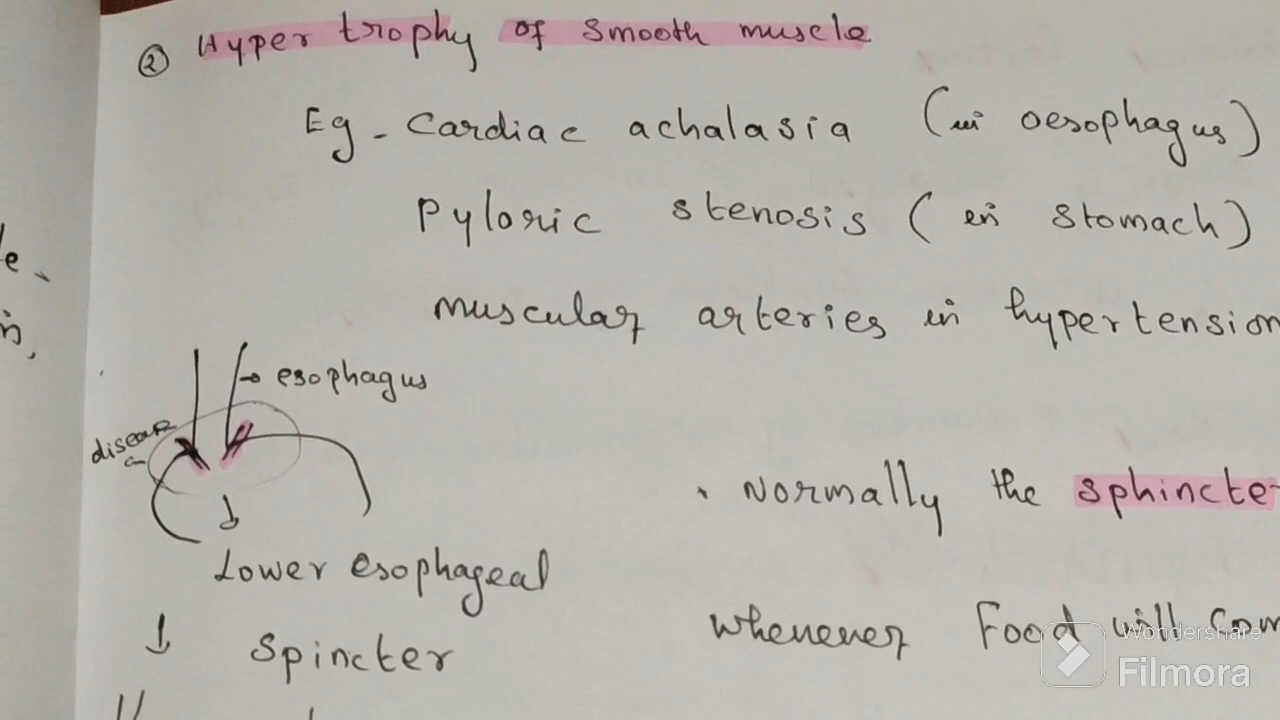 ② Hyper trophy of smooth muscle
Eg - Cardiac achalasia (in oesophagus)
Pyloric stenosis (in stomach)
muscular arteries in hypertension
→ esophagus
. Normally the sphincte
Lower esophageal
Spincter
whenever Food will com
Wondershare
Filmora